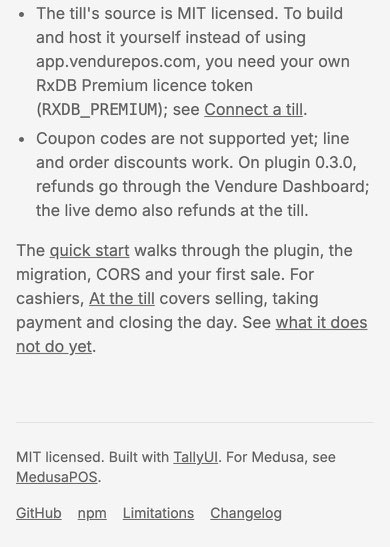 • The till's source is MIT licensed. To build
and host it yourself instead of using
app.vendurepos.com, you need your own
RxDB Premium licence token
(RXDB_PREMIUM); see Connect a till.
• Coupon codes are not supported yet; line
and order discounts work. On plugin 0.3.0,
refunds go through the Vendure Dashboard;
the live demo also refunds at the till.
The quick start walks through the plugin, the
migration, CORS and your first sale. For
cashiers, At the till covers selling, taking
payment and closing the day. See what it does
not do yet.
MIT licensed. Built with TallyUI. For Medusa, see
MedusaPOS.
GitHub npm Limitations Changelog